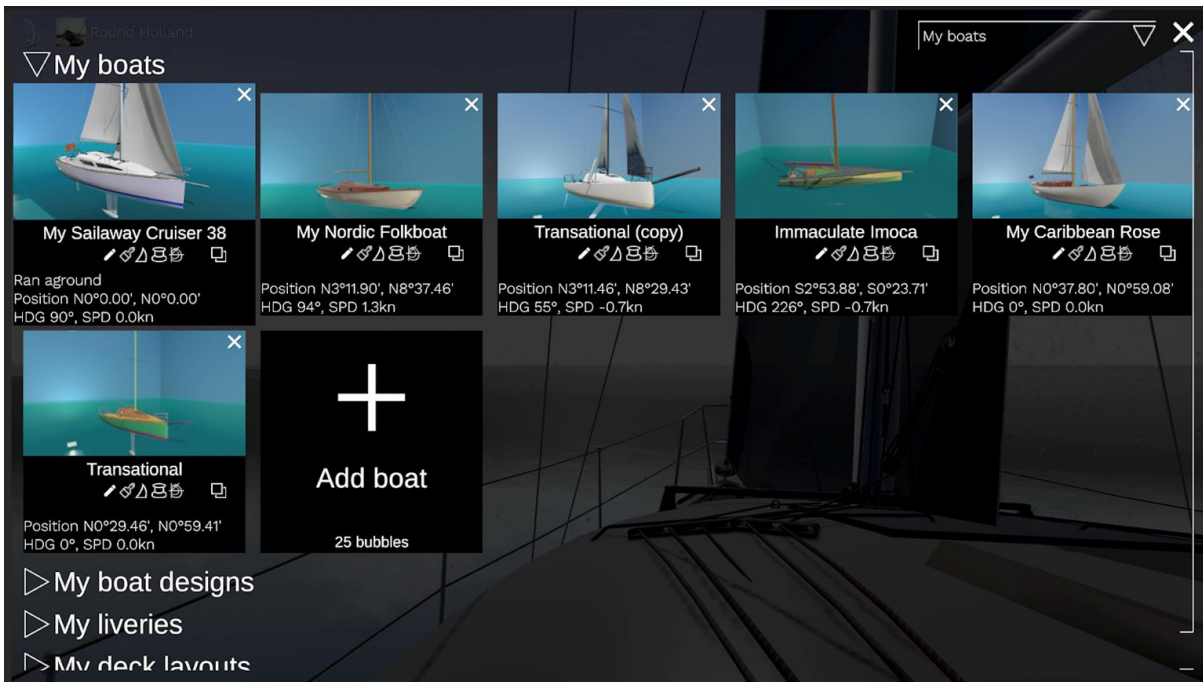 Round Holland
My boats
My boats
My Sailaway Cruiser 38
Ran aground
Position N0°0.00', N0°0.00'
HDG 90°, SPD 0.0kn
My Nordic Folkboat
Position N3°11.90', N8°37.46'
HDG 94°, SPD 1.3kn
Transational (copy)
Position N3°11.46', N8°29.43'
HDG 55°, SPD -0.7kn
Immaculate Imoca
Position S2°53.88', S0°23.71'
HDG 226°, SPD -0.7kn
My Caribbean Rose
Position N0°37.80', N0°59.08'
HDG 0°, SPD 0.0kn
Transational
Position N0°29.46', N0°59.41'
HDG 0°, SPD 0.0kn
Add boat
25 bubbles
My boat designs
My liveries
My deck layouts